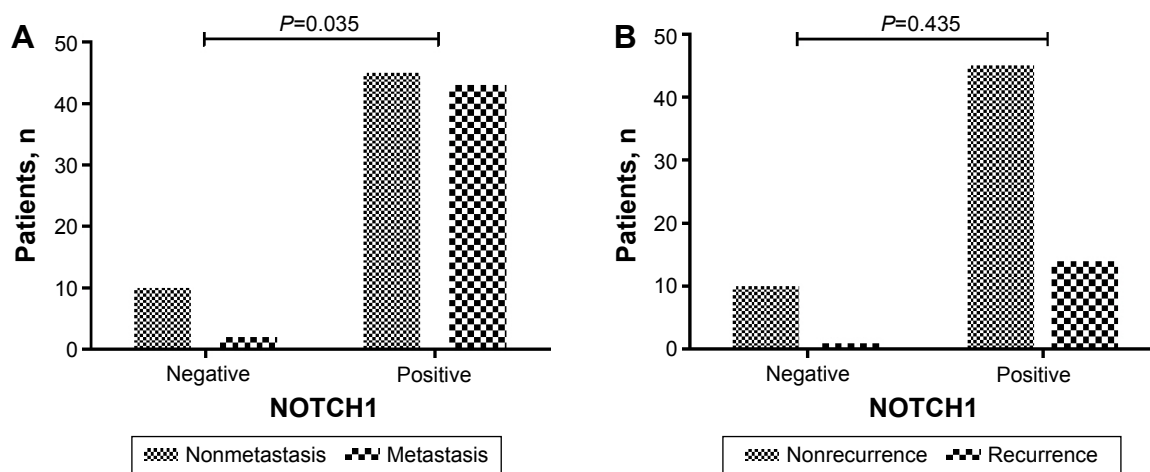 A
P=0.035
50
40
30
20
10
0
Patients, n
Negative
Positive
NOTCH1
Nonmetastasis
Metastasis
B
P=0.435
50
40
30
20
10
0
Patients, n
Negative
Positive
NOTCH1
Nonrecurrence
Recurrence